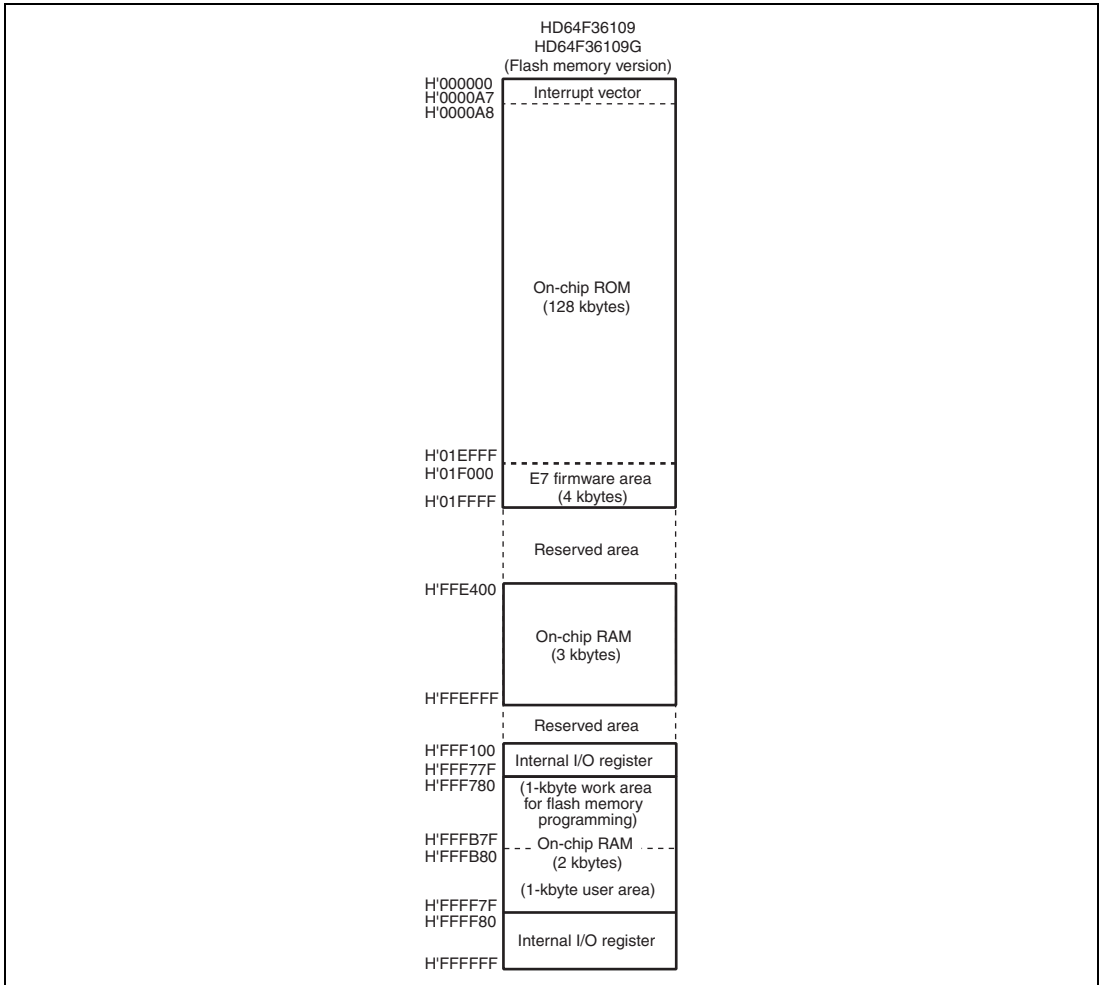 HD64F36109
HD64F36109G
(Flash memory version)
H'000000
Interrupt vector
H'0000A7
H'0000A8
On-chip ROM
(128 kbytes)
H'01EFFF
H'01F000
E7 firmware area
(4 kbytes)
H'01FFFF
Reserved area
H'FFE400
On-chip RAM
(3 kbytes)
H'FFEFFF
Reserved area
H'FFF100
Internal I/O register
H'FFF77F
H'FFF780
(1-kbyte work area
for flash memory
programming)
H'FFFB7F
On-chip RAM
H'FFFB80
(2 kbytes)
(1-kbyte user area)
H'FFFF7F
H'FFFF80
Internal I/O register
H'FFFFFF